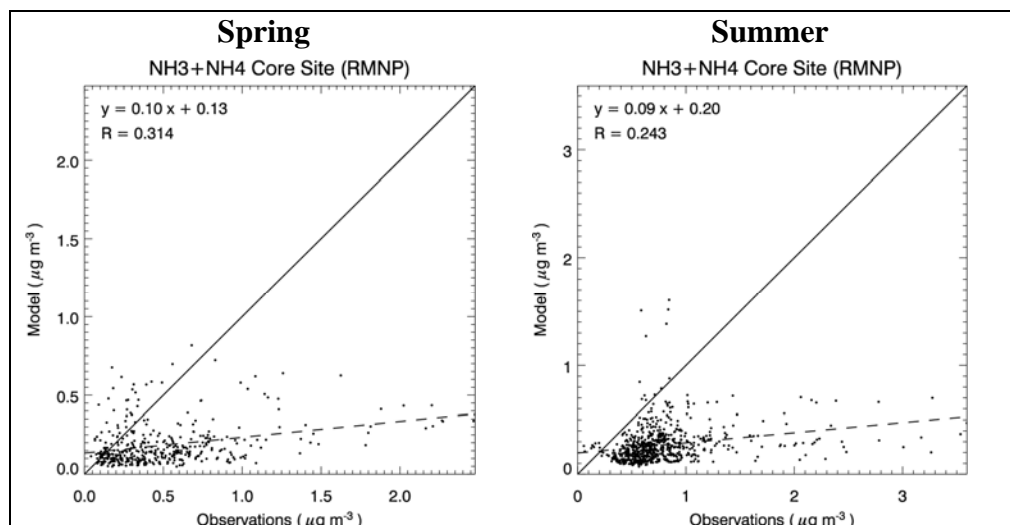 Spring
NH3+NH4 Core Site (RMNP)
y = 0.10 x + 0.13
R = 0.314
2.0
1.5
1.0
0.5
0.0
Model ( μg m⁻³ )
0.0 0.5 1.0 1.5 2.0
Observations ( μg m⁻³ )
Summer
NH3+NH4 Core Site (RMNP)
y = 0.09 x + 0.20
R = 0.243
3
2
1
0
Model ( μg m⁻³ )
0 1 2 3
Observations ( μg m⁻³ )